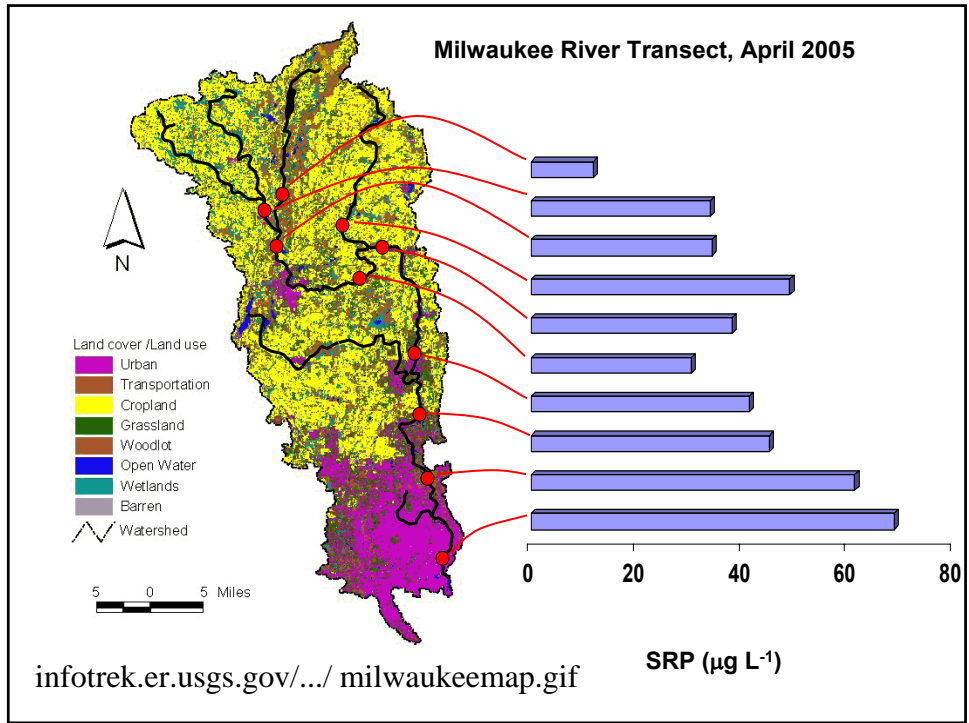 Milwaukee River Transect, April 2005
N
Land cover /Land use
Urban
Transportation
Cropland
Grassland
Woodlot
Open Water
Wetlands
Barren
Watershed
5 0 5 Miles
0 20 40 60 80
SRP (μg L⁻¹)
infotrek.er.usgs.gov/.../ milwaukeemap.gif